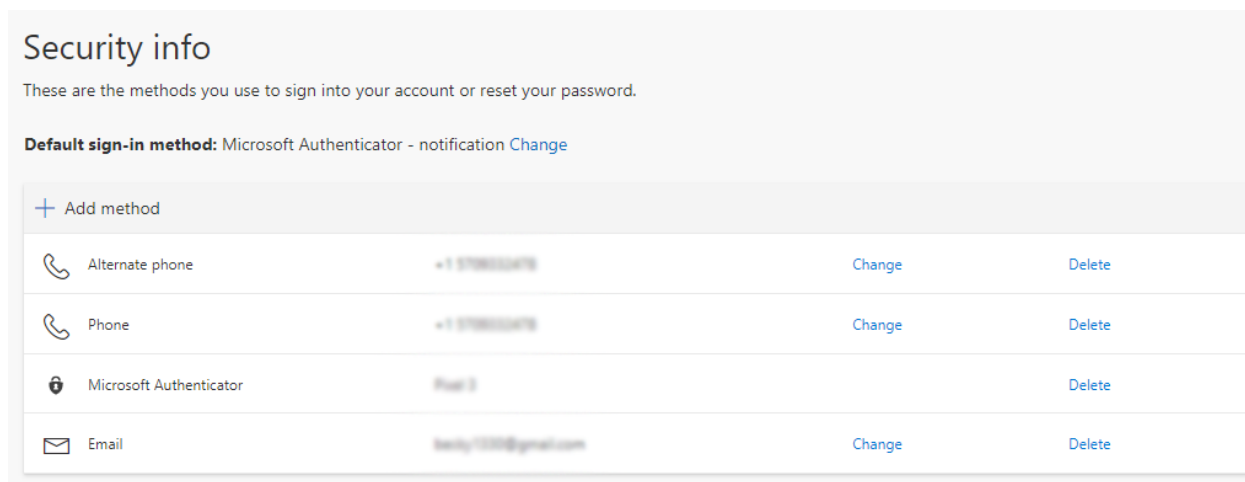 Security info
These are the methods you use to sign into your account or reset your password.
Default sign-in method: Microsoft Authenticator - notification Change
Add method
Alternate phone Change Delete
Phone Change Delete
Microsoft Authenticator Delete
Email Change Delete